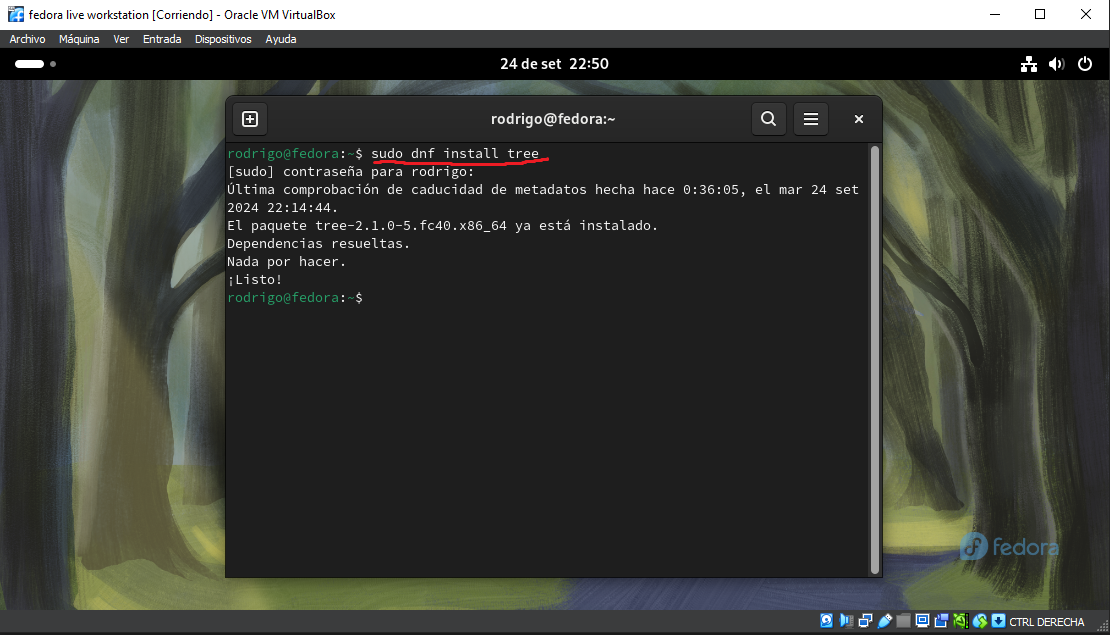 fedora live workstation [Corriendo] - Oracle VM VirtualBox
Archivo Máquina Ver Entrada Dispositivos Ayuda
24 de set 22:50
rodrigo@fedora:~
rodrigo@fedora:~$ sudo dnf install tree
[sudo] contraseña para rodrigo:
Última comprobación de caducidad de metadatos hecha hace 0:36:05, el mar 24 set
2024 22:14:44.
El paquete tree-2.1.0-5.fc40.x86_64 ya está instalado.
Dependencias resueltas.
Nada por hacer.
¡Listo!
rodrigo@fedora:~$
fedora
CTRL DERECHA